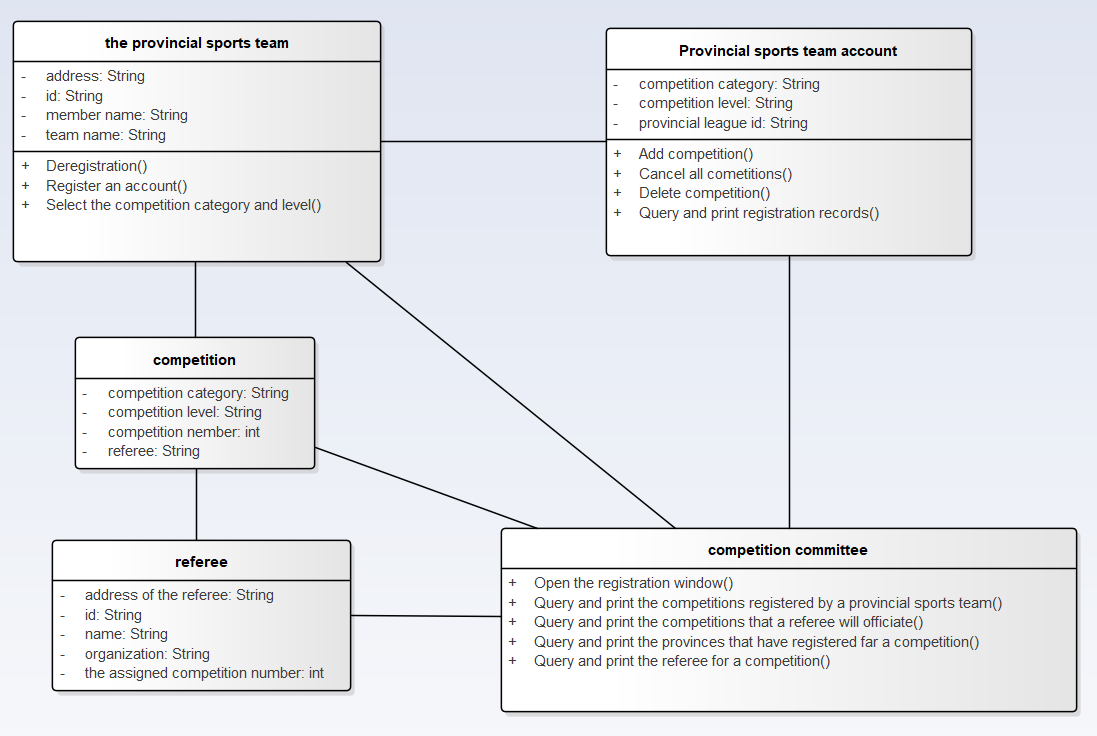 the provincial sports team
- address: String
- id: String
- member name: String
- team name: String
+ Deregistration()
+ Register an account()
+ Select the competition category and level()
Provincial sports team account
- competition category: String
- competition level: String
- provincial league id: String
+ Add competition()
+ Cancel all cometitions()
+ Delete competition()
+ Query and print registration records()
competition
- competition category: String
- competition level: String
- competition nember: int
- referee: String
referee
- address of the referee: String
- id: String
- name: String
- organization: String
- the assigned competition number: int
competition committee
+ Open the registration window()
+ Query and print the competitions registered by a provincial sports team()
+ Query and print the competitions that a referee will officiate()
+ Query and print the provinces that have registered far a competition()
+ Query and print the referee for a competition()